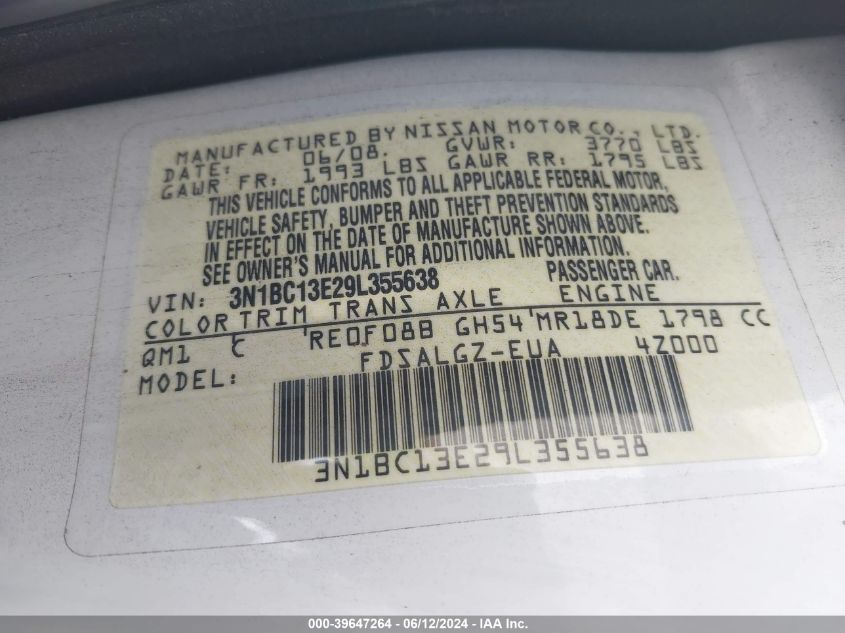 MANUFACTURED BY NISSAN MOTOR CO., LTD.
DATE: 06/08. GVWR: 3770 LBS
GAWR FR: 1993 LBS GAWR RR: 1795 LBS
THIS VEHICLE CONFORMS TO ALL APPLICABLE FEDERAL MOTOR,
VEHICLE SAFETY, BUMPER AND THEFT PREVENTION STANDARDS
IN EFFECT ON THE DATE OF MANUFACTURE SHOWN ABOVE.
SEE OWNER'S MANUAL FOR ADDITIONAL INFORMATION.
VIN: 3N1BC13E29L355638 PASSENGER CAR.
COLOR TRIM TRANS AXLE ENGINE
QM1 C 'RE0F08B GH54 'MR18DE 1798 CC
MODEL: FDSALGZ-EUA 4Z000
3N1BC13E29L355638
000-39647264 - 06/12/2024 - IAA Inc.